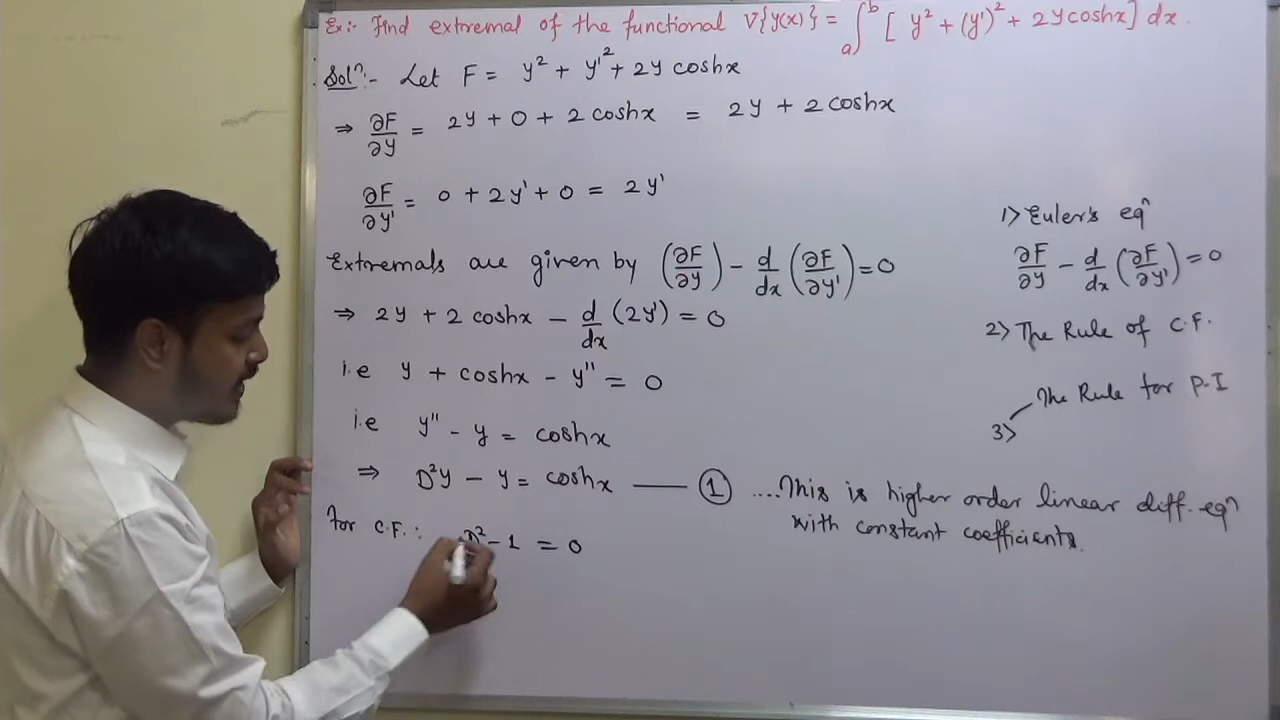 Ex:- Find extremal of the functional V{y(x)} = ∫ₐᵇ [ y² + (y')² + 2y coshx ] dx.
Solⁿ:- Let F = y² + y'² + 2y coshx
⇒ ∂F/∂y = 2y + 0 + 2 coshx = 2y + 2 coshx
∂F/∂y' = 0 + 2y' + 0 = 2y'
Extremals are given by (∂F/∂y) - d/dx (∂F/∂y') = 0
⇒ 2y + 2 coshx - d/dx (2y') = 0
i.e y + coshx - y'' = 0
i.e y'' - y = coshx
⇒ D²y - y = coshx —— ① ....This is higher order linear diff. eqⁿ
with constant coefficients.
For C.F.: D² - 1 = 0
1> Euler's eqⁿ
∂F/∂y - d/dx (∂F/∂y') = 0
2> The Rule of C.F.
The Rule for P.I
3>